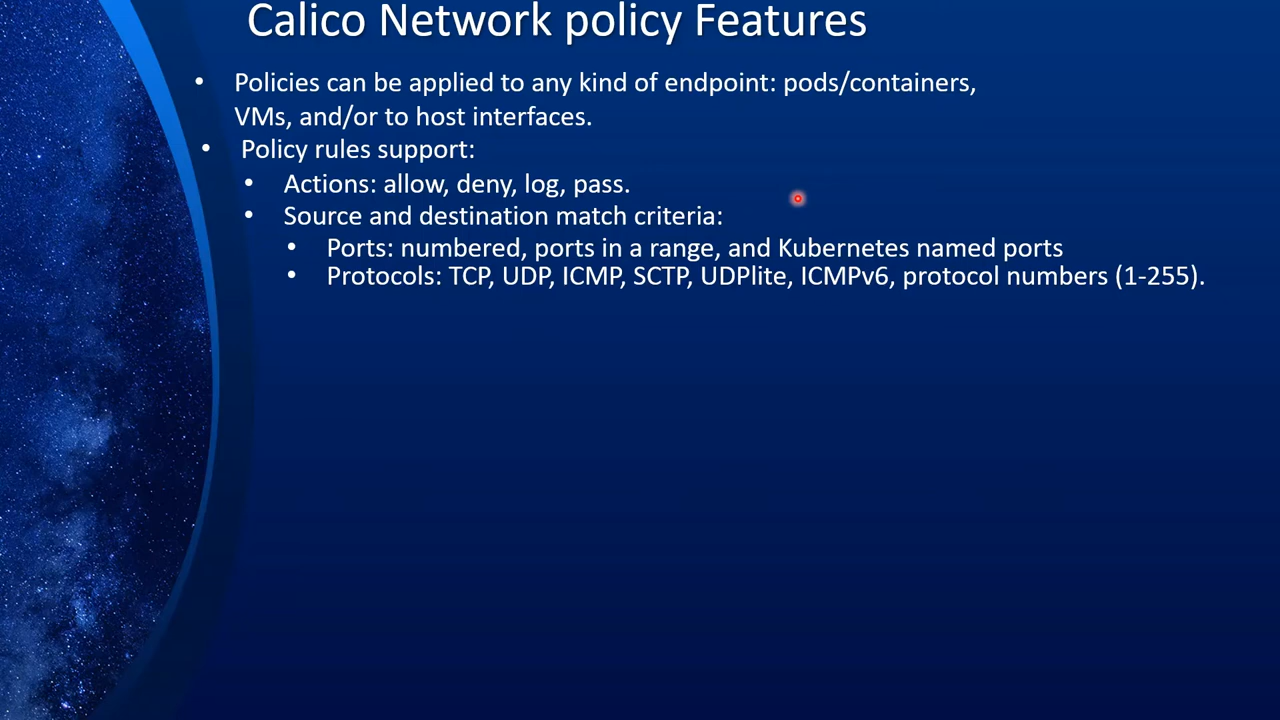 Calico Network policy Features
• Policies can be applied to any kind of endpoint: pods/containers,
VMs, and/or to host interfaces.
• Policy rules support:
• Actions: allow, deny, log, pass.
• Source and destination match criteria:
• Ports: numbered, ports in a range, and Kubernetes named ports
• Protocols: TCP, UDP, ICMP, SCTP, UDPlite, ICMPv6, protocol numbers (1-255).